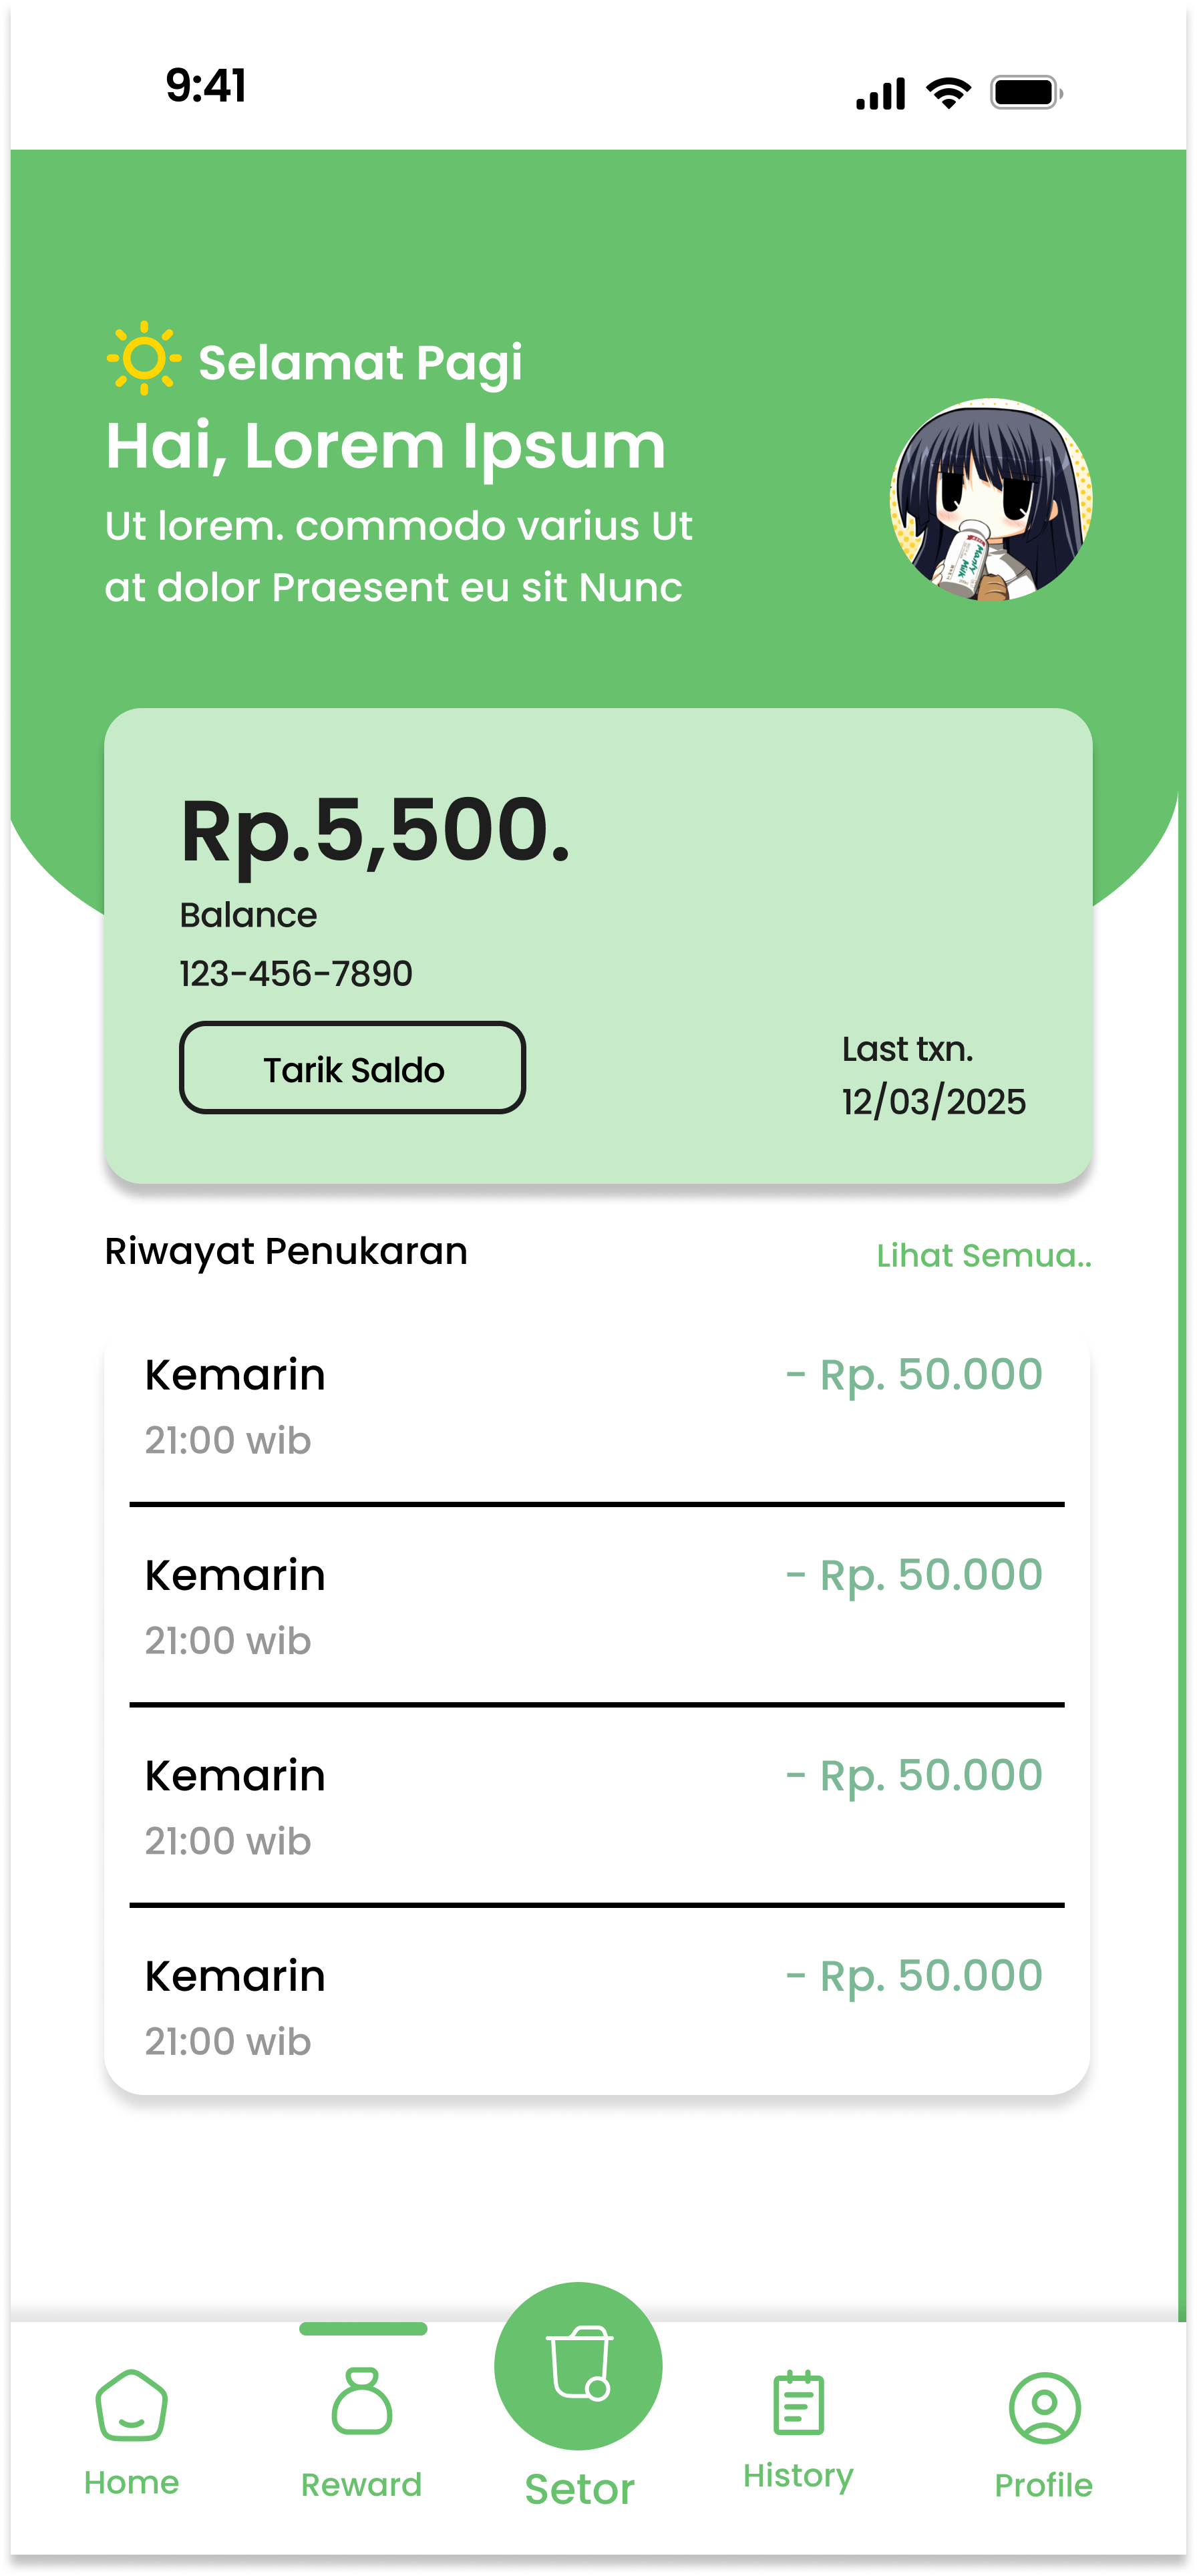 9:41
Selamat Pagi
Hai, Lorem Ipsum
Ut lorem. commodo varius Ut
at dolor Praesent eu sit Nunc
Manly
Milk
Rp.5,500.
Balance
123-456-7890
Tarik Saldo
Last txn.
12/03/2025
Riwayat Penukaran
Lihat Semua..
Kemarin
- Rp. 50.000
21:00 wib
Kemarin
- Rp. 50.000
21:00 wib
Kemarin
- Rp. 50.000
21:00 wib
Kemarin
- Rp. 50.000
21:00 wib
Home
Reward
Setor
History
Profile